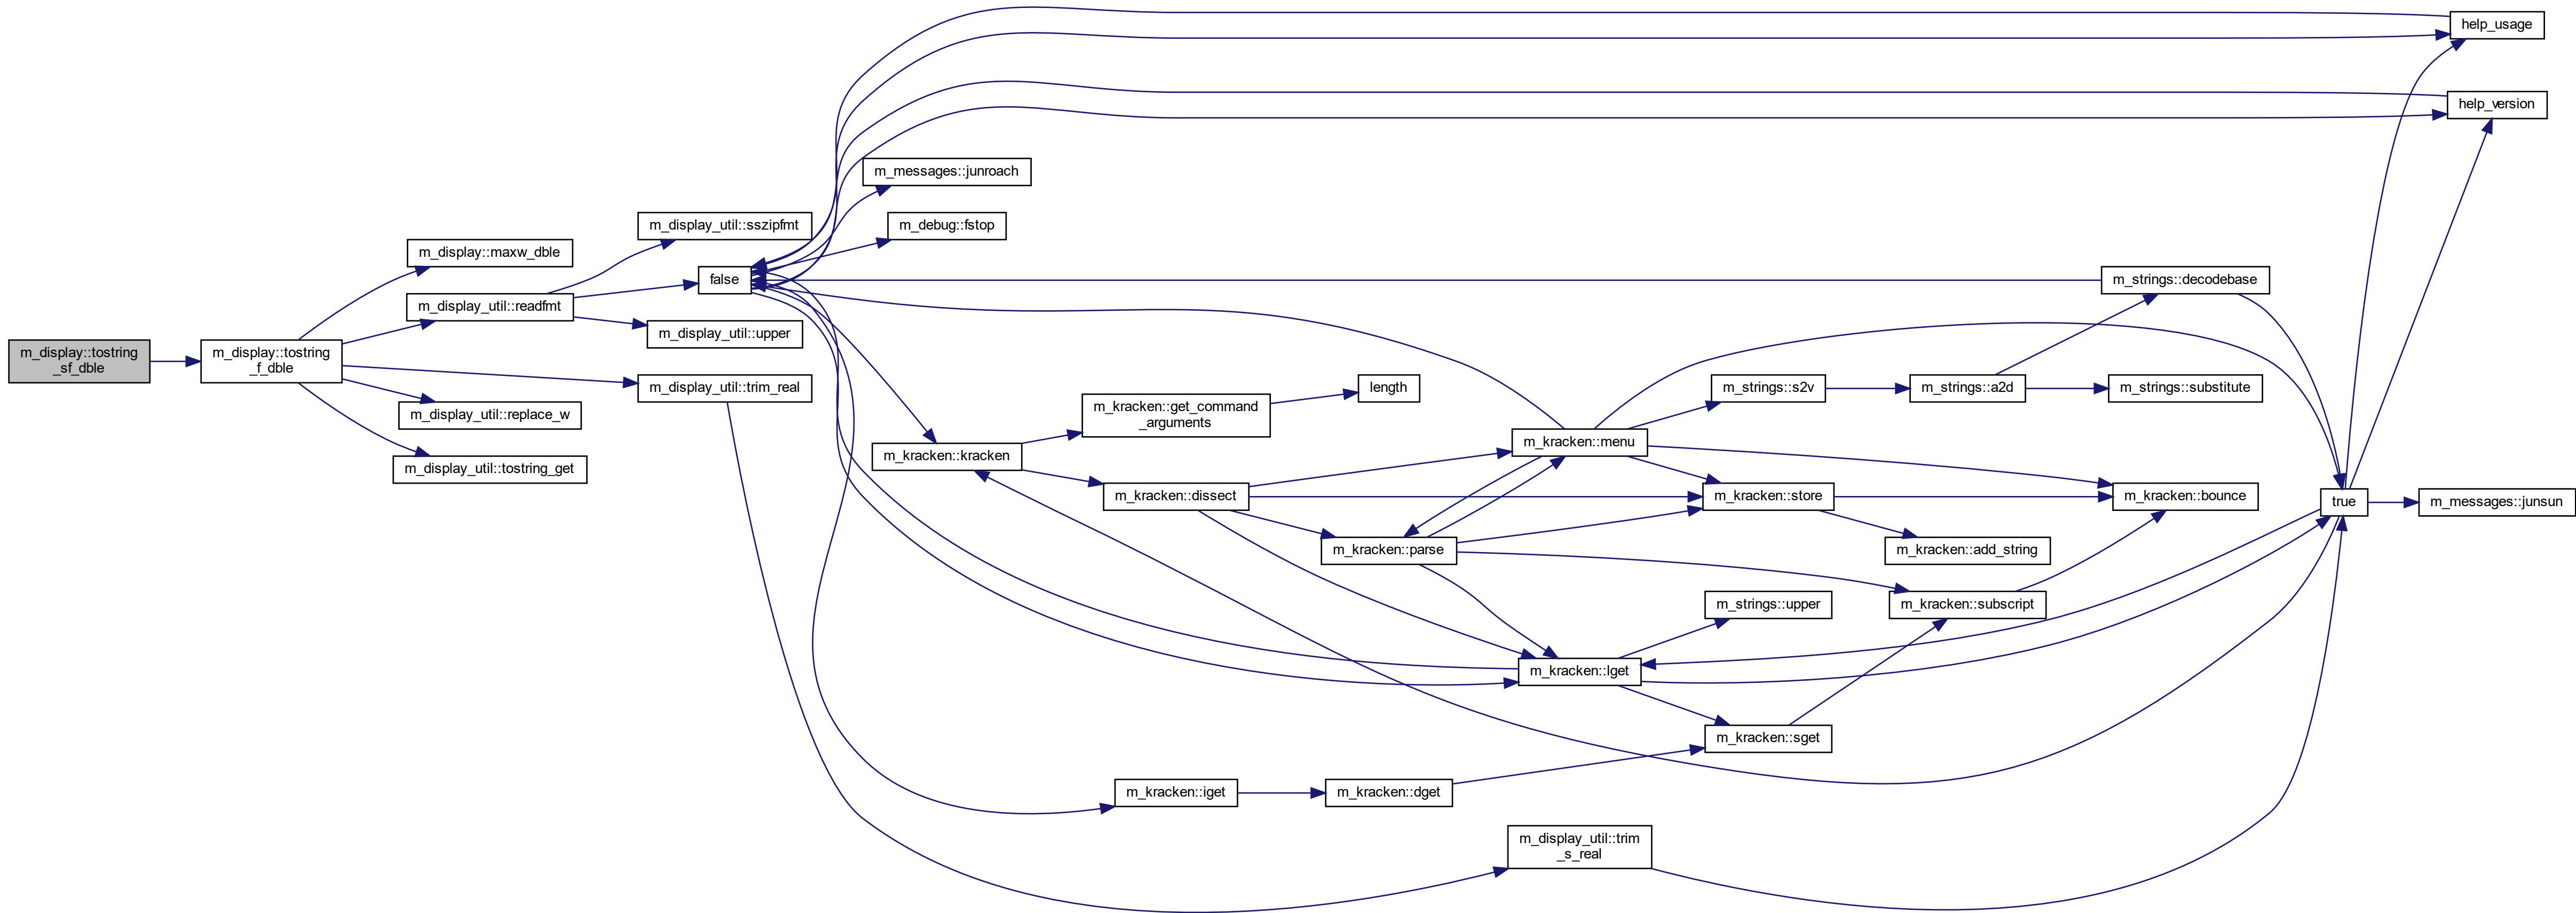 help_usage
help_version
m_messages::junroach
m_display_util::sszipfmt
m_debug::fstop
m_display::maxw_dble
false
m_strings::decodebase
m_display_util::readfmt
m_display_util::upper
m_display::tostring
_sf_dble
m_display::tostring
_f_dble
m_display_util::trim_real
length
m_strings::s2v
m_strings::a2d
m_strings::substitute
m_display_util::replace_w
m_kracken::get_command
_arguments
m_kracken::menu
m_kracken::kracken
m_display_util::tostring_get
m_kracken::dissect
m_kracken::store
m_kracken::bounce
true
m_messages::junsun
m_kracken::parse
m_kracken::add_string
m_strings::upper
m_kracken::subscript
m_kracken::lget
m_kracken::sget
m_kracken::iget
m_kracken::dget
m_display_util::trim
_s_real